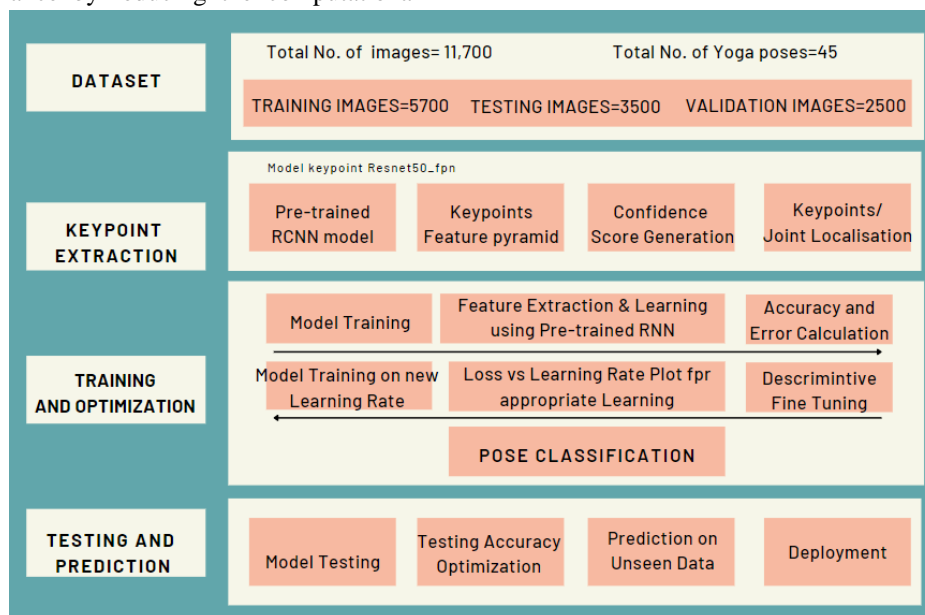 DATASET
Total No. of images= 11,700
Total No. of Yoga poses=45
TRAINING IMAGES=5700
TESTING IMAGES=3500
VALIDATION IMAGES=2500
KEYPOINT
EXTRACTION
Model keypoint Resnet50_fpn
Pre-trained
RCNN model
Keypoints
Feature pyramid
Confidence
Score Generation
Keypoints/
Joint Localisation
TRAINING
AND OPTIMIZATION
Model Training
Feature Extraction & Learning
using Pre-trained RNN
Accuracy and
Error Calculation
Model Training on new
Learning Rate
Loss vs Learning Rate Plot fpr
appropriate Learning
Descrimintive
Fine Tuning
POSE CLASSIFICATION
TESTING AND
PREDICTION
Model Testing
Testing Accuracy
Optimization
Prediction on
Unseen Data
Deployment